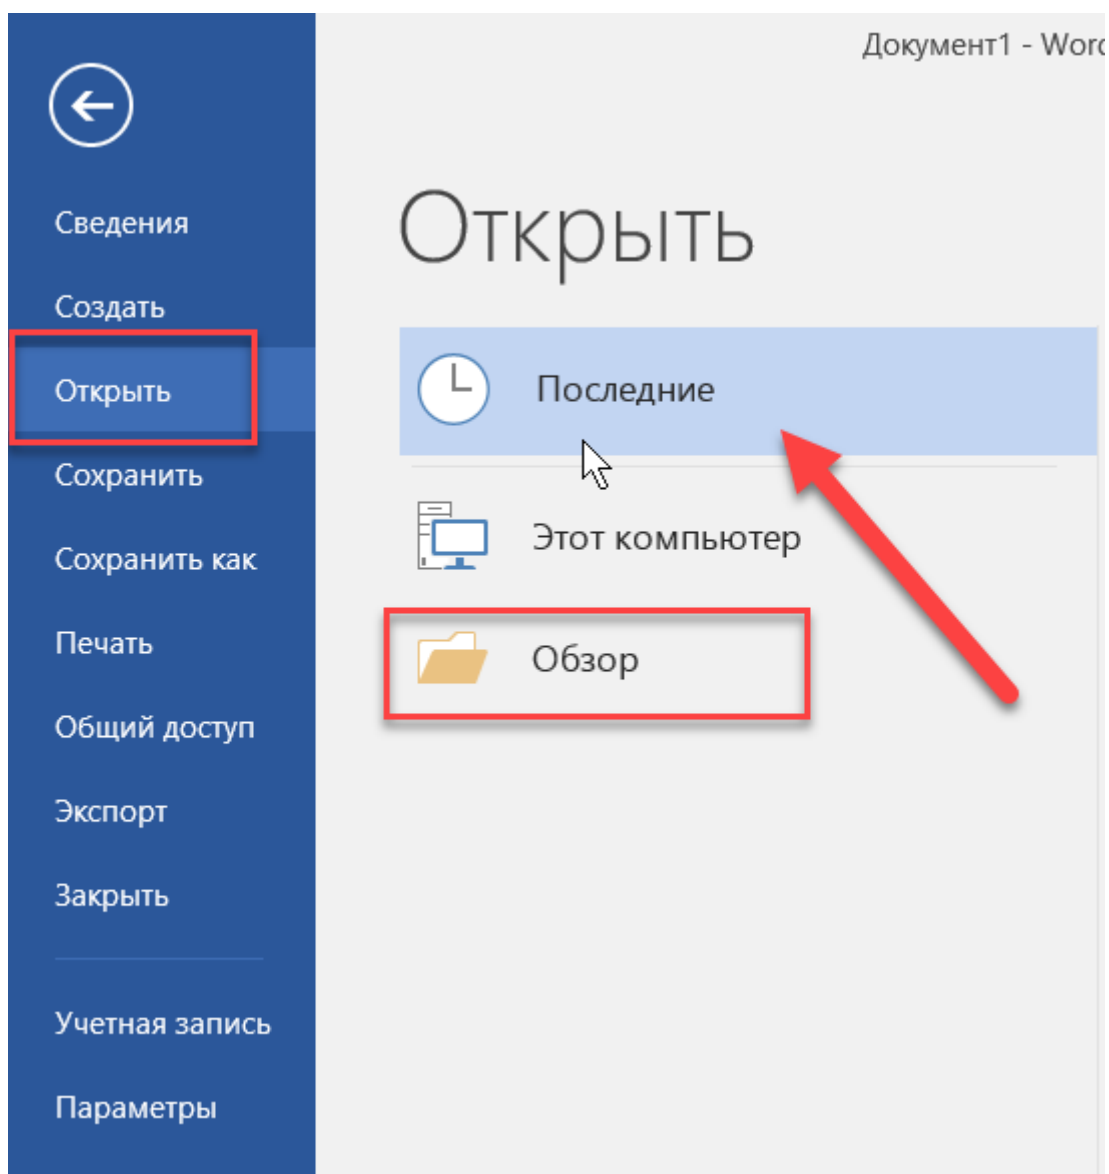 Документ1 - Word
Сведения
Создать
Открыть
Сохранить
Сохранить как
Печать
Общий доступ
Экспорт
Закрыть
Учетная запись
Параметры
Открыть
Последние
Этот компьютер
Обзор